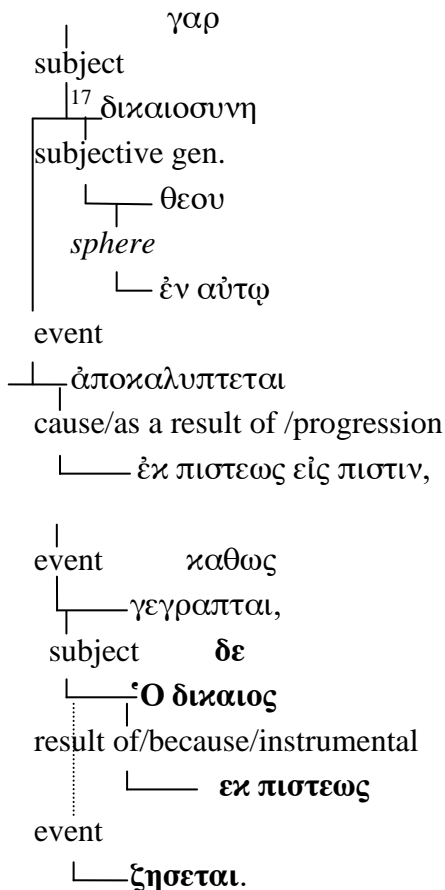 γαρ
subject
17 δικαιοσυνη
subjective gen.
θεου
sphere
ἐν αὐτῳ
event
ἀποκαλυπτεται
cause/as a result of /progression
ἐκ πιστεως εἰς πιστιν,
event καθως
γεγραπται,
subject δε
Ὁ δικαιος
result of/because/instrumental
εκ πιστεως
event
ζησεται.